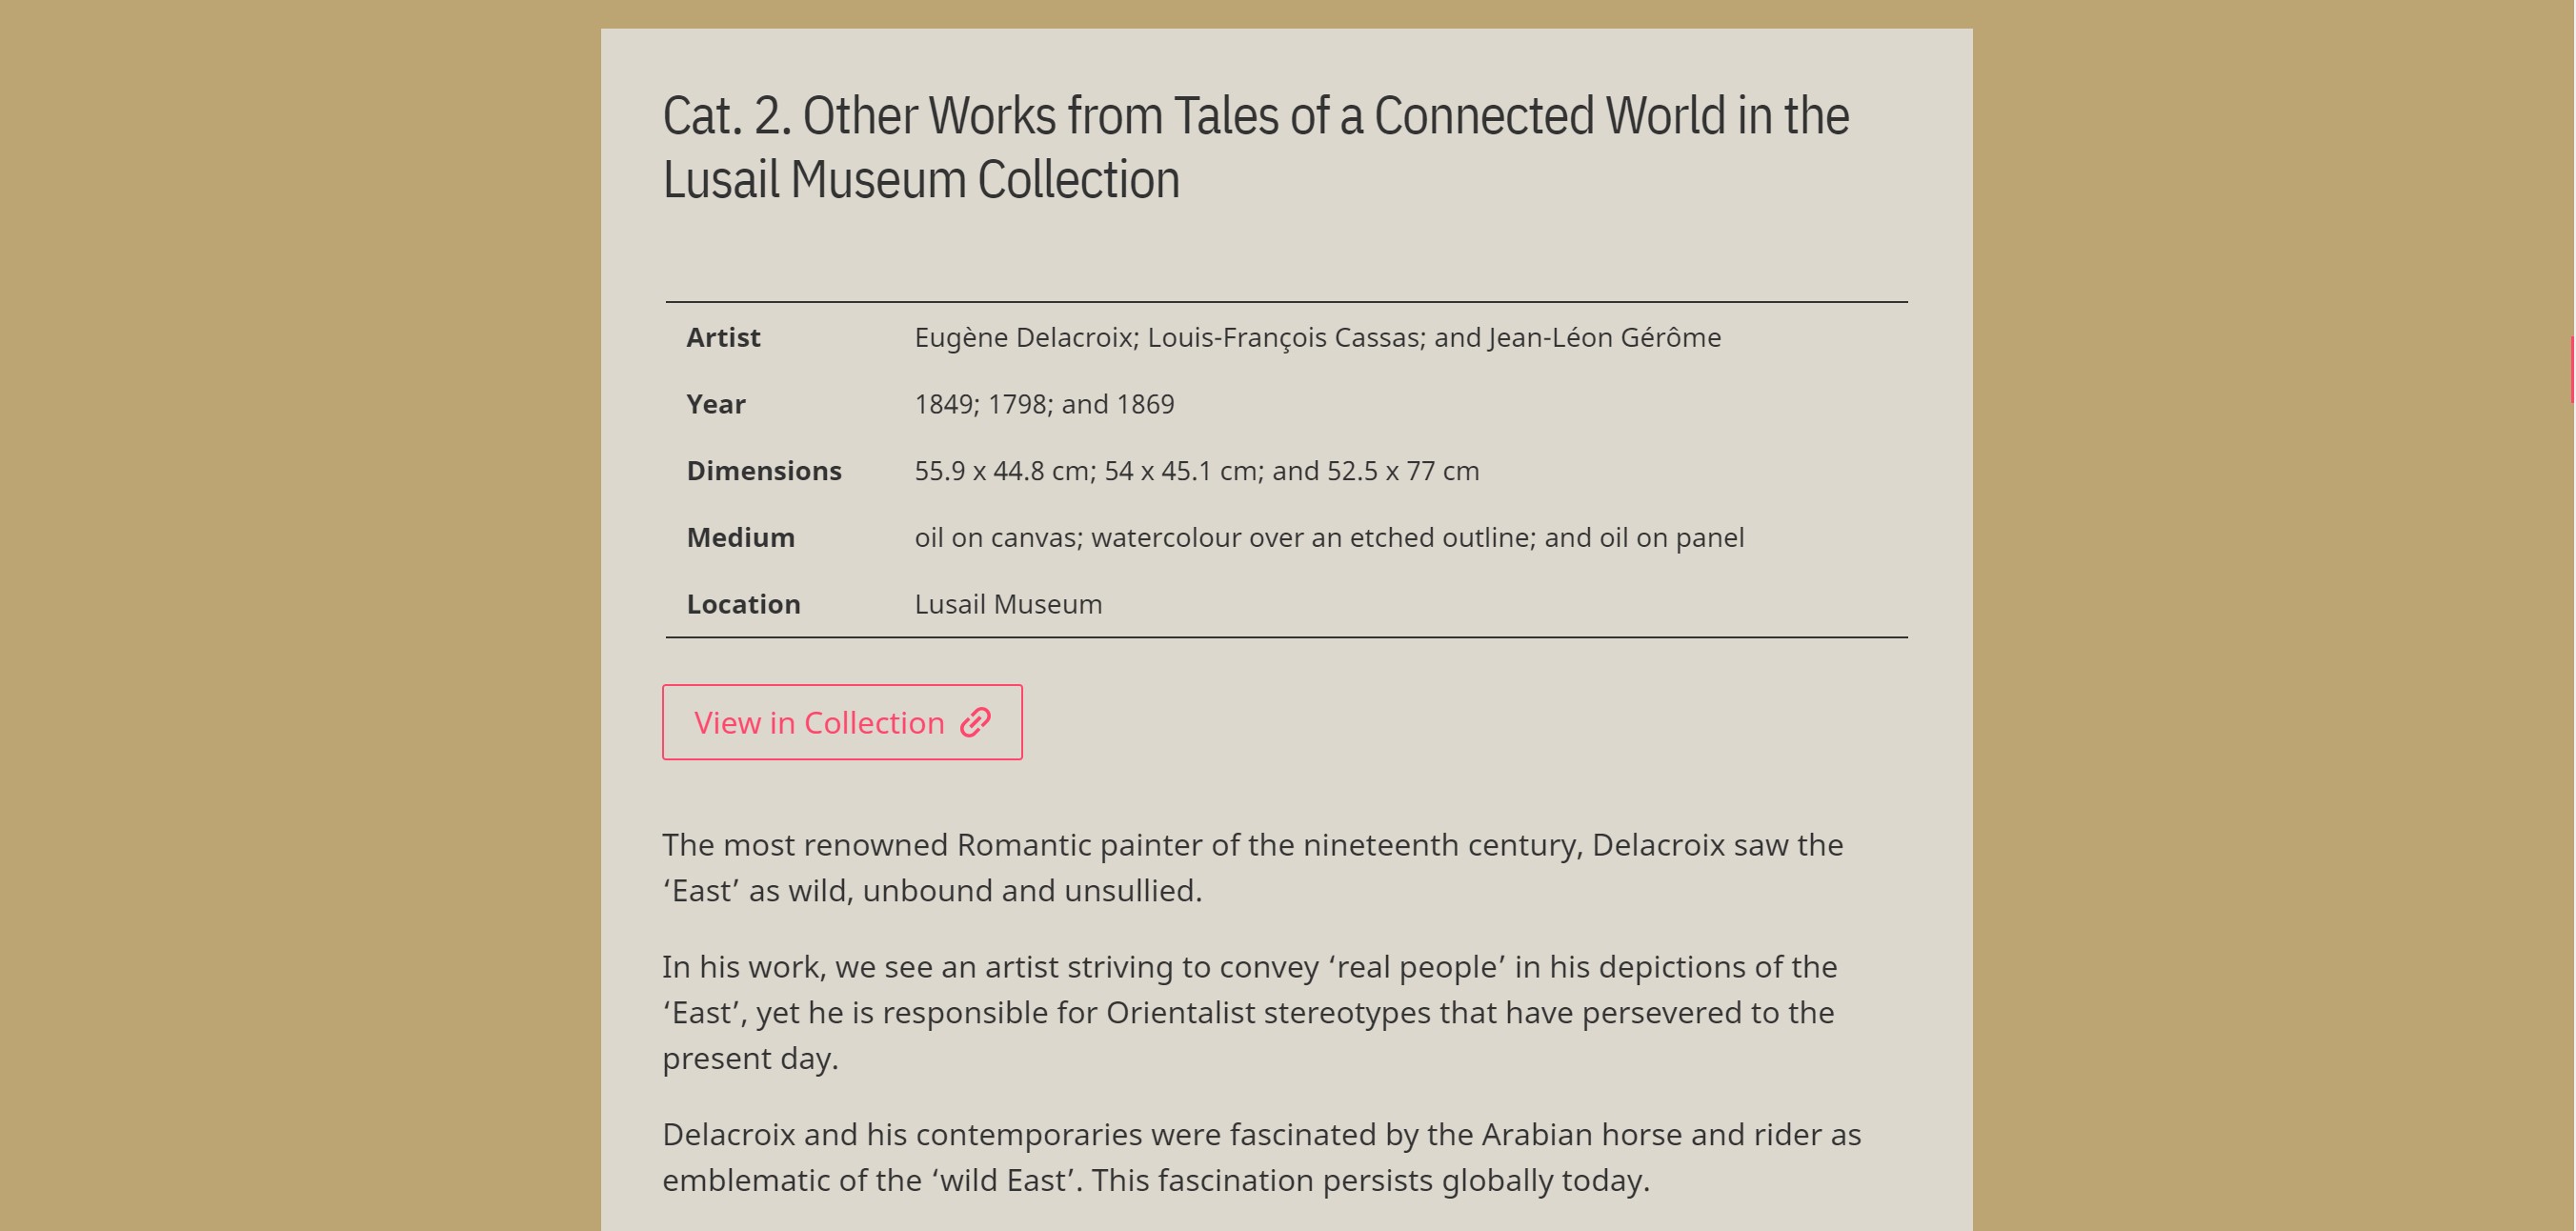 Cat. 2. Other Works from Tales of a Connected World in the
Lusail Museum Collection
Artist Eugène Delacroix; Louis-François Cassas; and Jean-Léon Gérôme
Year 1849; 1798; and 1869
Dimensions 55.9 x 44.8 cm; 54 x 45.1 cm; and 52.5 x 77 cm
Medium oil on canvas; watercolour over an etched outline; and oil on panel
Location Lusail Museum
View in Collection
The most renowned Romantic painter of the nineteenth century, Delacroix saw the
‘East’ as wild, unbound and unsullied.
In his work, we see an artist striving to convey ‘real people’ in his depictions of the
‘East’, yet he is responsible for Orientalist stereotypes that have persevered to the
present day.
Delacroix and his contemporaries were fascinated by the Arabian horse and rider as
emblematic of the ‘wild East’. This fascination persists globally today.